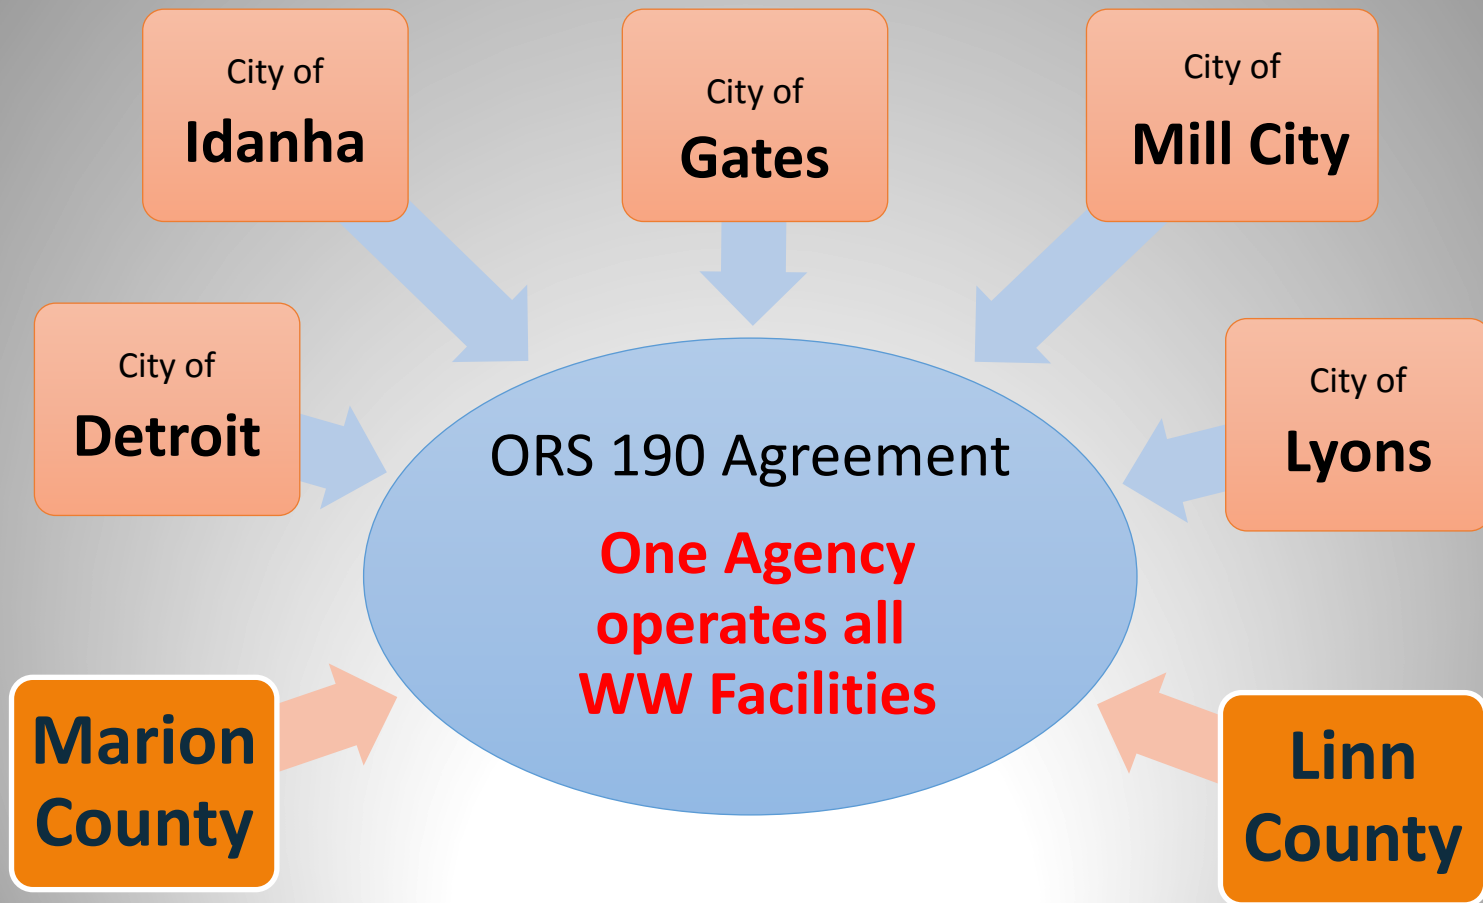 City of
Idanha
City of
Gates
City of
Mill City
City of
Detroit
City of
Lyons
ORS 190 Agreement
One Agency
operates all
WW Facilities
Marion
County
Linn
County